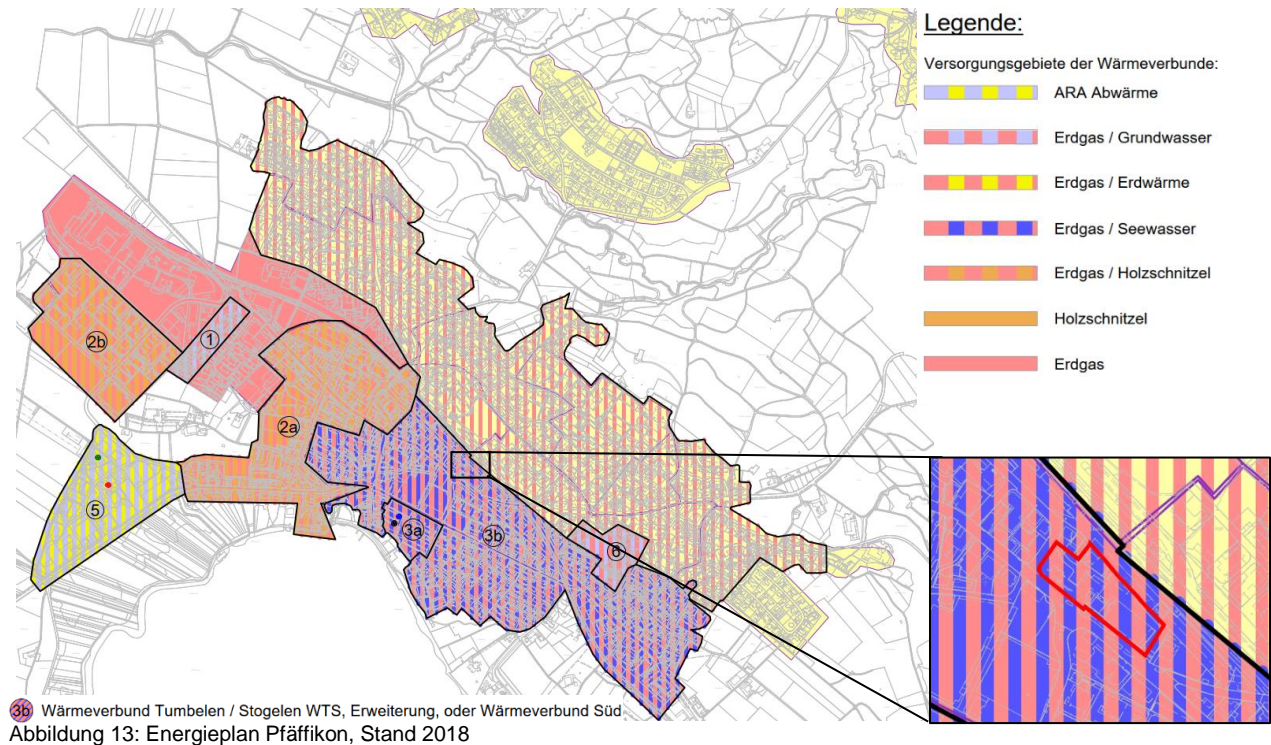 Legende:
Versorgungsgebiete der Wärmeverbunde:
ARA Abwärme
Erdgas / Grundwasser
Erdgas / Erdwärme
Erdgas / Seewasser
Erdgas / Holzschnitzel
Holzschnitzel
Erdgas
2b
1
2a
5
3a
3b
6
3b Wärmeverbund Tumbelen / Stogelen WTS, Erweiterung, oder Wärmeverbund Süd
Abbildung 13: Energieplan Pfäffikon, Stand 2018